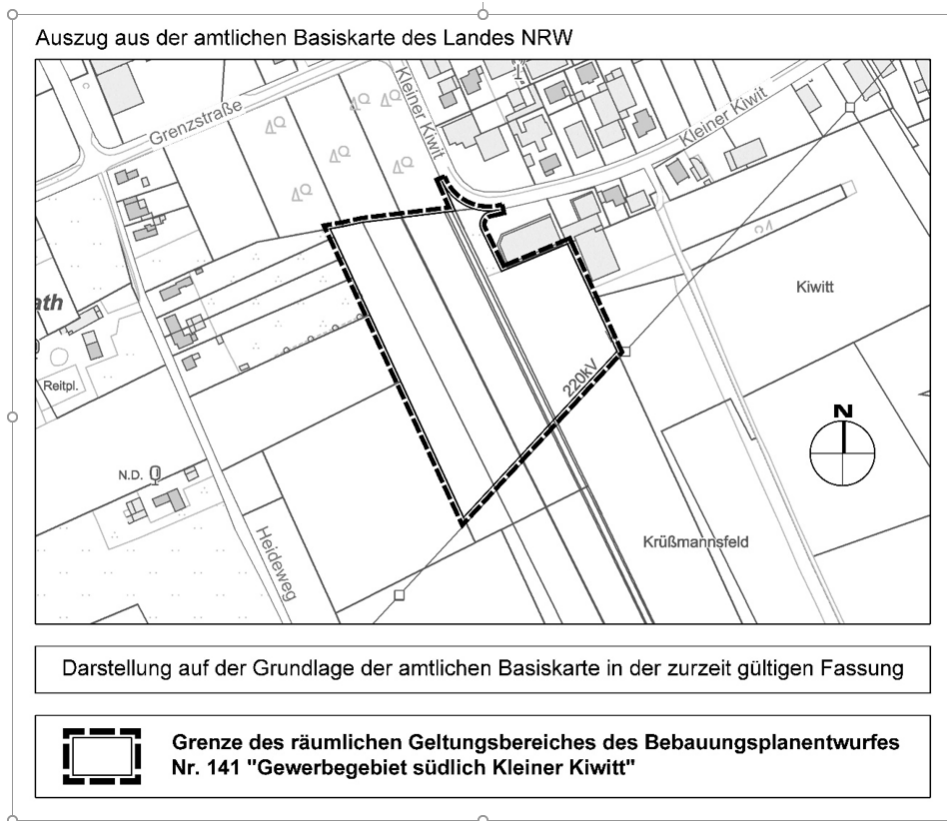 Auszug aus der amtlichen Basiskarte des Landes NRW
Grenzstraße
Kleiner Kiwit
Kleiner Kiwit
ath
Kiwitt
Reitpl.
220kV
N
N.D.
Heideweg
Krüßmannsfeld
Darstellung auf der Grundlage der amtlichen Basiskarte in der zurzeit gültigen Fassung
Grenze des räumlichen Geltungsbereiches des Bebauungsplanentwurfes
Nr. 141 "Gewerbegebiet südlich Kleiner Kiwitt"